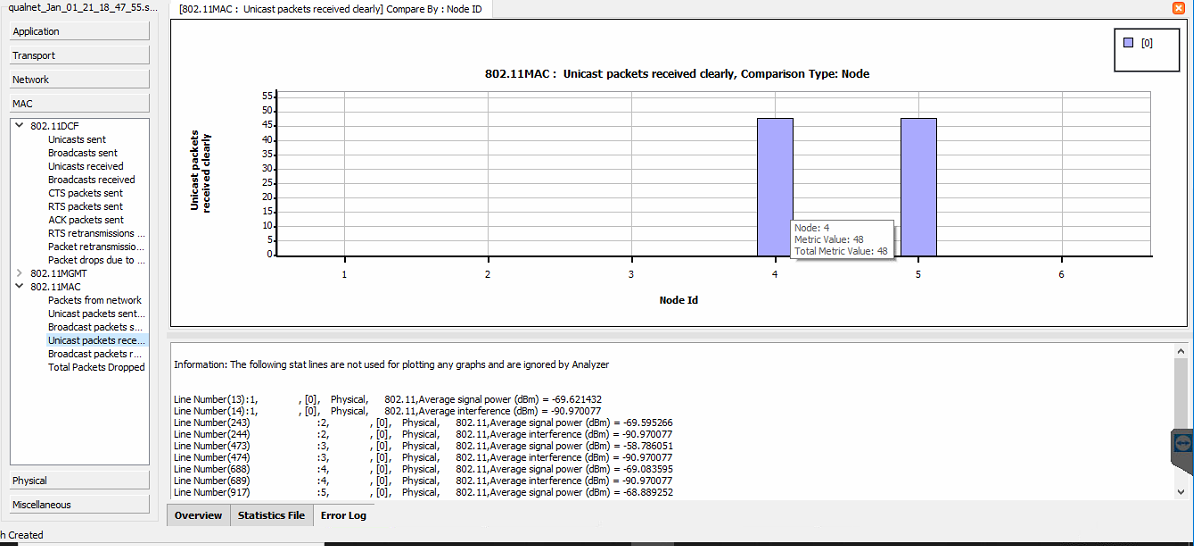 qualnet_Jan_01_21_18_47_55.s...
[802.11MAC : Unicast packets received clearly] Compare By : Node ID
Application
Transport
Network
MAC
802.11DCF
Unicasts sent
Broadcasts sent
Unicasts received
Broadcasts received
CTS packets sent
RTS packets sent
ACK packets sent
RTS retransmissions ...
Packet retransmissio...
Packet drops due to ...
802.11MGMT
802.11MAC
Packets from network
Unicast packets sent...
Broadcast packets s...
Unicast packets rece...
Broadcast packets r...
Total Packets Dropped
Physical
Miscellaneous
h Created
[0]
802.11MAC : Unicast packets received clearly, Comparison Type: Node
Unicast packets
received clearly
55
50
45
40
35
30
25
20
15
10
5
0
Node: 4
Metric Value: 48
Total Metric Value: 48
1 2 3 4 5 6
Node Id
Information: The following stat lines are not used for plotting any graphs and are ignored by Analyzer
Line Number(13):1, , [0], Physical, 802.11,Average signal power (dBm) = -69.621432
Line Number(14):1, , [0], Physical, 802.11,Average interference (dBm) = -90.970077
Line Number(243) :2, , [0], Physical, 802.11,Average signal power (dBm) = -69.595266
Line Number(244) :2, , [0], Physical, 802.11,Average interference (dBm) = -90.970077
Line Number(473) :3, , [0], Physical, 802.11,Average signal power (dBm) = -58.786051
Line Number(474) :3, , [0], Physical, 802.11,Average interference (dBm) = -90.970077
Line Number(688) :4, , [0], Physical, 802.11,Average signal power (dBm) = -69.083595
Line Number(689) :4, , [0], Physical, 802.11,Average interference (dBm) = -90.970077
Line Number(917) :5, , [0], Physical, 802.11,Average signal power (dBm) = -68.889252
Overview Statistics File Error Log